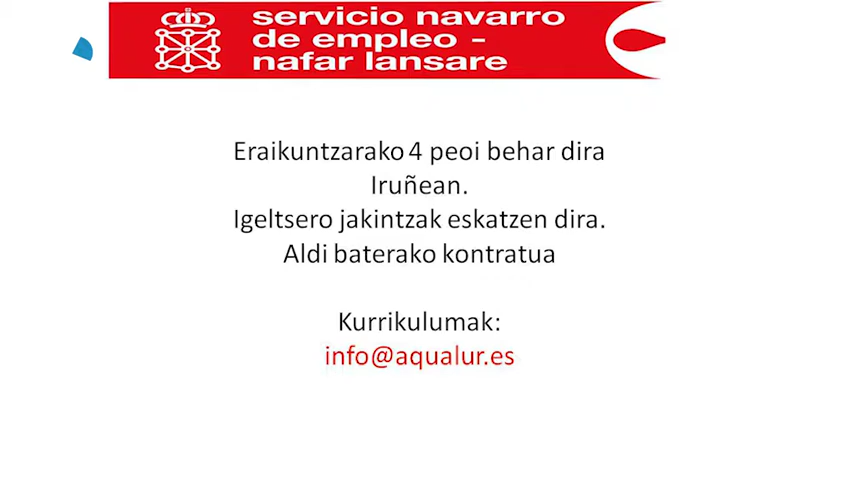 servicio navarro
de empleo -
nafar lansare
Eraikuntzarako 4 peoi behar dira
Iruñean.
Igeltsero jakintzak eskatzen dira.
Aldi baterako kontratua
Kurrikulumak:
info@aqualur.es